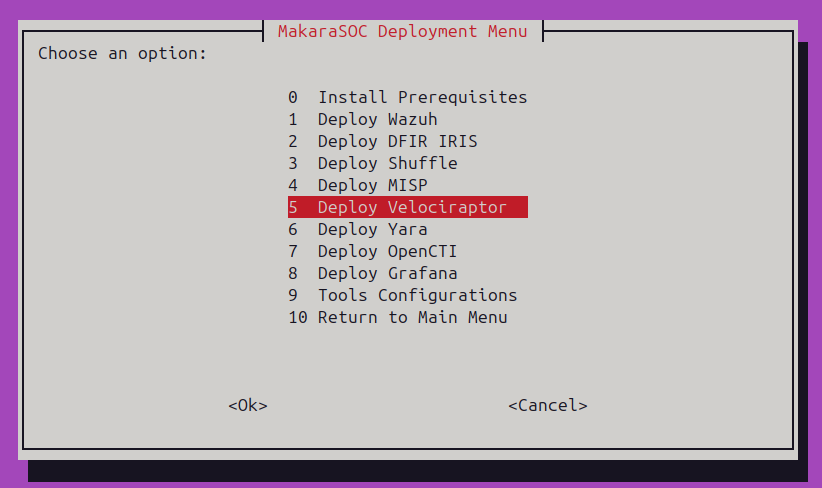 MakaraSOC Deployment Menu
Choose an option:
0 Install Prerequisites
1 Deploy Wazuh
2 Deploy DFIR IRIS
3 Deploy Shuffle
4 Deploy MISP
5 Deploy Velociraptor
6 Deploy Yara
7 Deploy OpenCTI
8 Deploy Grafana
9 Tools Configurations
10 Return to Main Menu
<Ok> <Cancel>